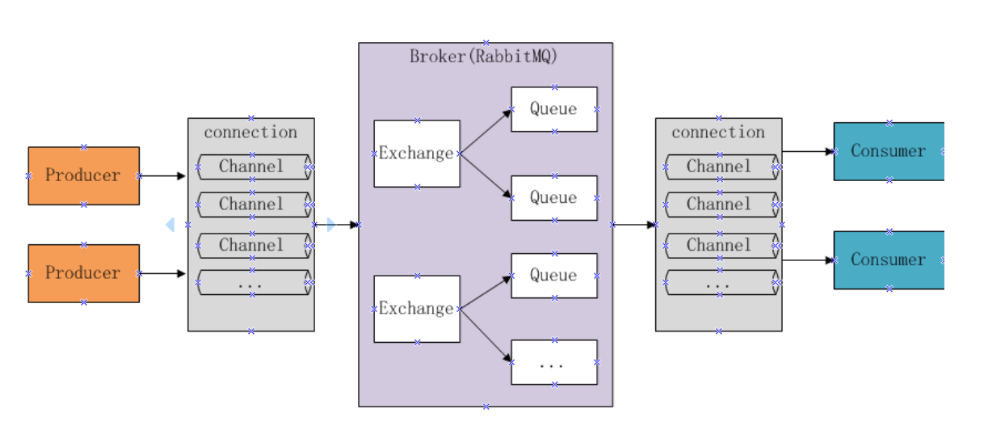 Producer
Producer
connection
Channel
Channel
Channel
...
Broker(RabbitMQ)
Exchange
Queue
Queue
Exchange
Queue
...
connection
Channel
Channel
Channel
...
Consumer
Consumer